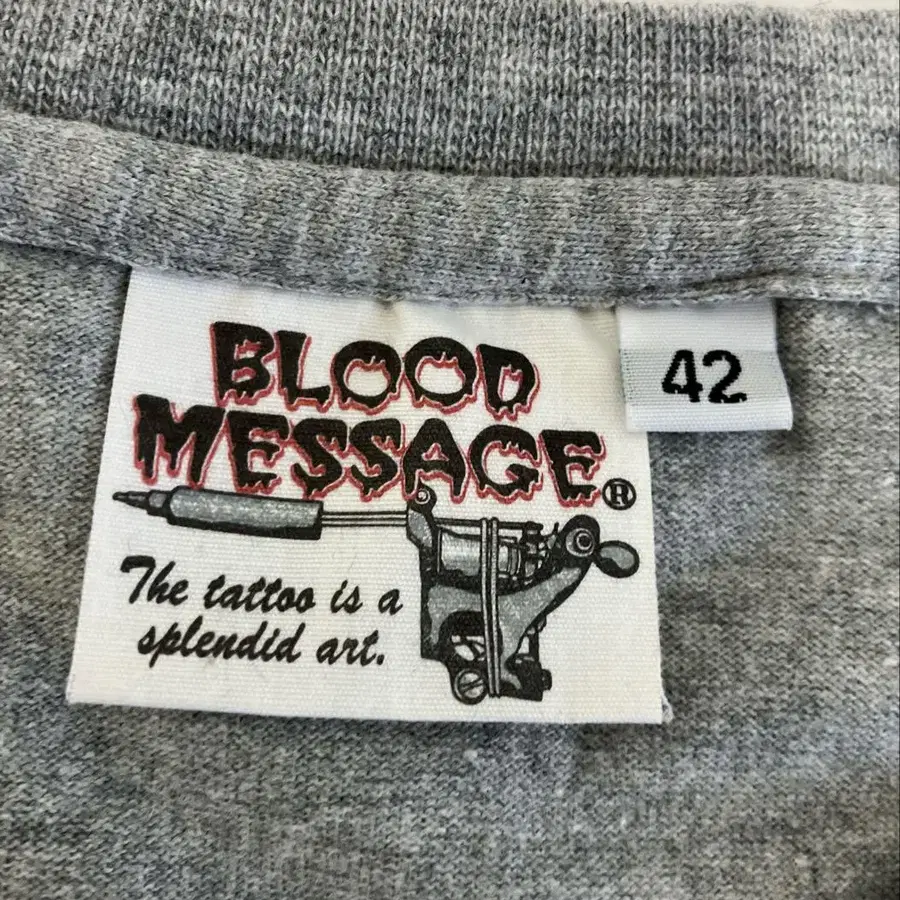 BLOOD
MESSAGE®
The tattoo is a
splendid art.
42